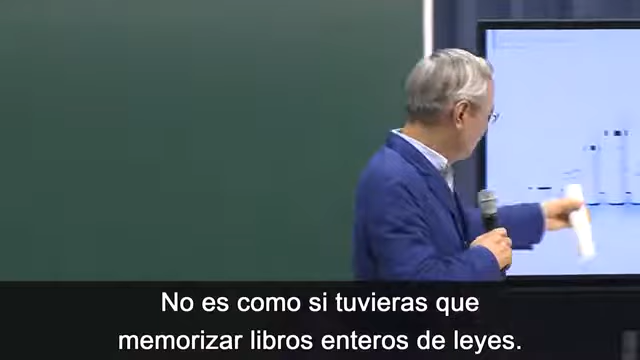 No es como si tuvieras que
memorizar libros enteros de leyes.